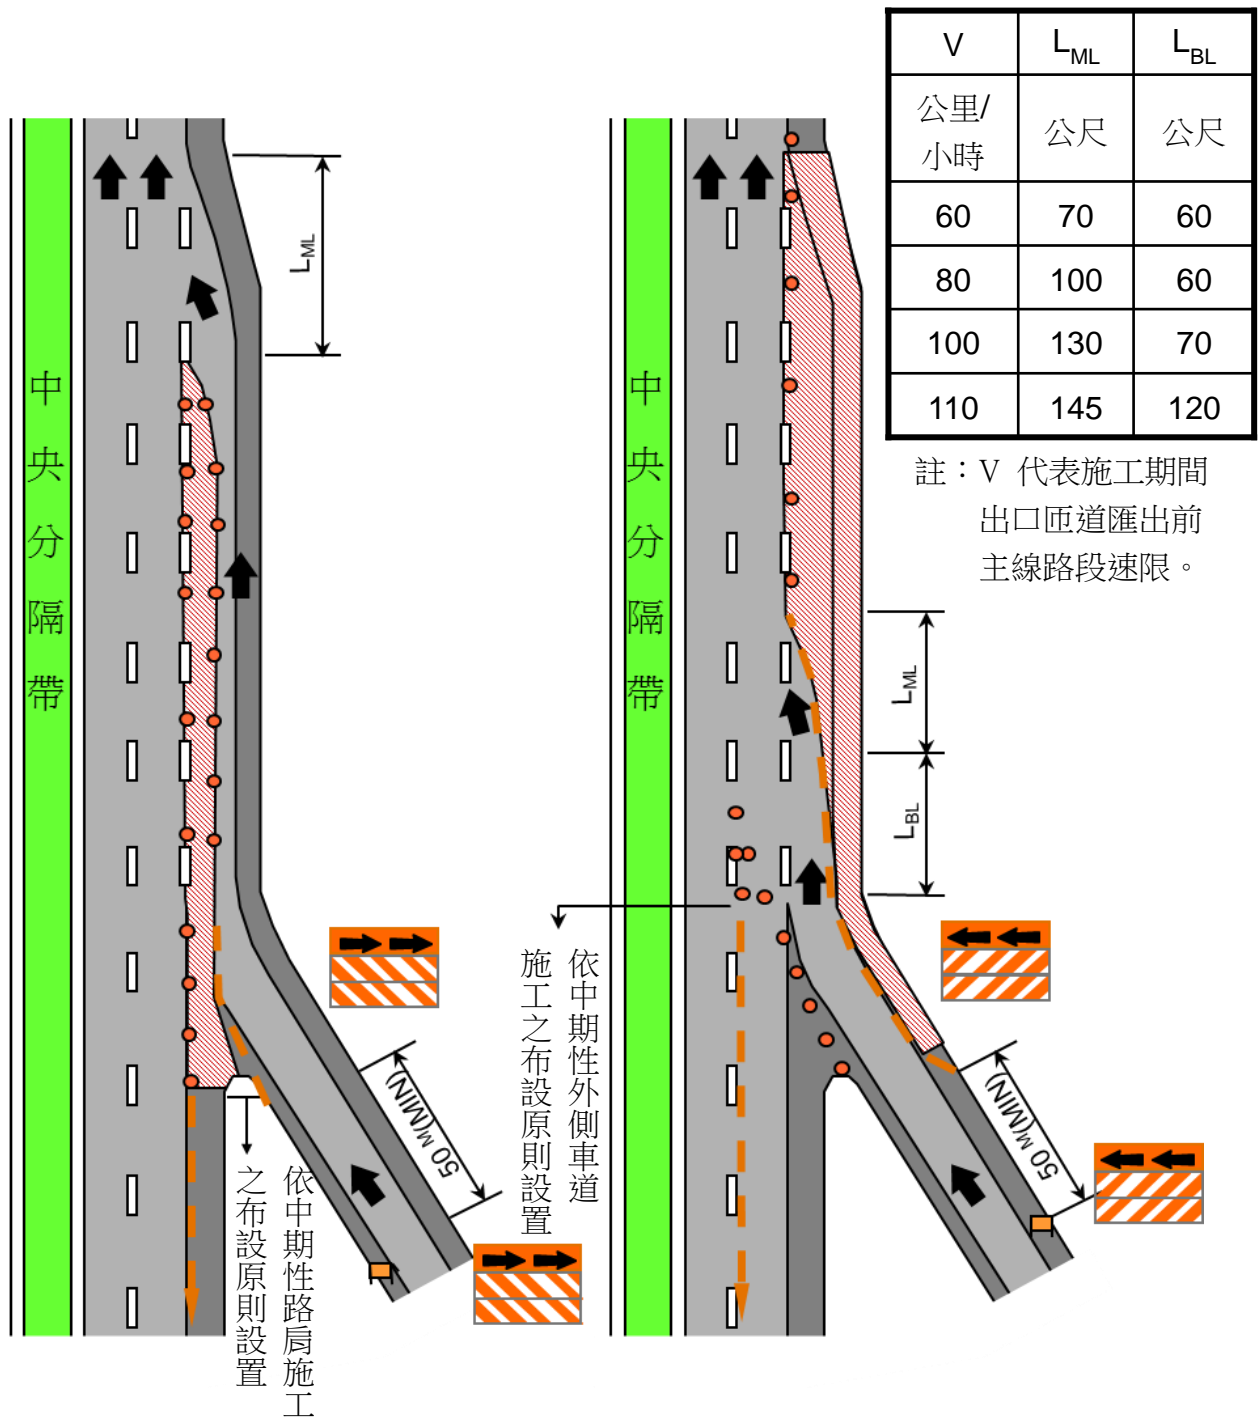 V L_ML L_BL
公里/小時 公尺 公尺
60 70 60
80 100 60
100 130 70
110 145 120
註：V 代表施工期間
出口匝道匯出前
主線路段速限。
中央分隔帶
L_ML
50 M(MIN)
依中期性路肩施工
之布設原則設置
中央分隔帶
L_ML
L_BL
依中期性外側車道
施工之布設原則設置
50 M(MIN)